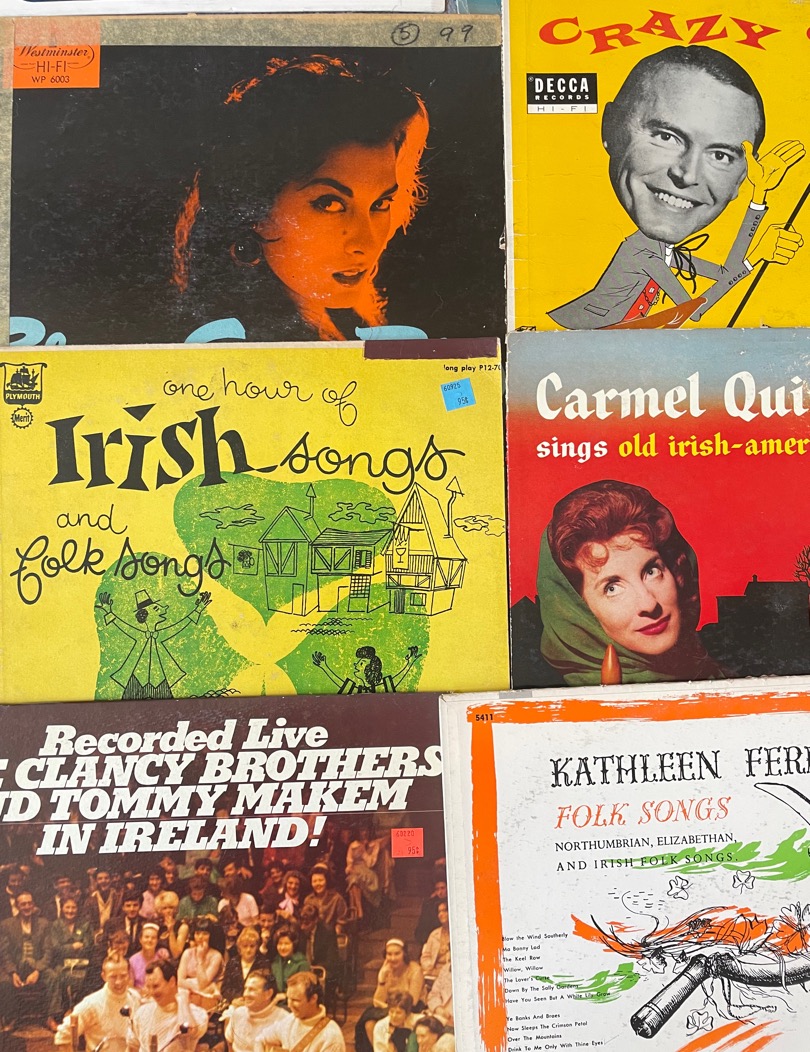 Westminster
HI-FI
WP 6003
5 99
CRAZY
DECCA
RECORDS
HI-FI
PLYMOUTH
Merit
long play P12-70
60925
95¢
one hour of
Irish songs
and
folk songs
Carmel Qui
sings old irish-amer
Recorded Live
E CLANCY BROTHERS
ND TOMMY MAKEM
IN IRELAND!
95¢
5411
KATHLEEN FERR
FOLK SONGS
NORTHUMBRIAN, ELIZABETHAN,
AND IRISH FOLK SONGS.
Blow the Wind Southerly
Ma Bonny Lad
The Keel Row
Willow, Willow
The Lover's Curse
Down By The Sally Gardens
Have You Seen But A White Lily Grow
Ye Banks And Braes
Now Sleeps The Crimson Petal
Over The Mountains
Drink To Me Only With Thine Eyes